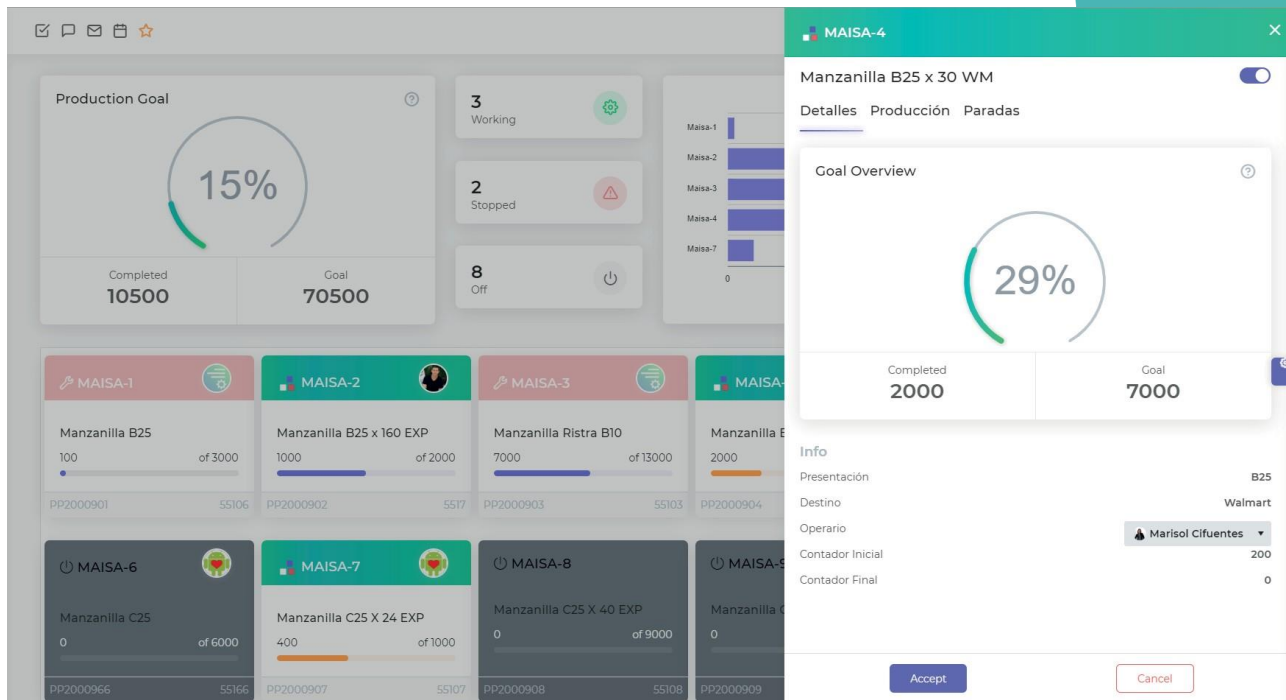 Production Goal
15%
Completed
10500
Goal
70500
3
Working
2
Stopped
8
Off
Maisa-1
Maisa-2
Maisa-3
Maisa-4
Maisa-7
0
MAISA-1
Manzanilla B25
100 of 3000
PP2000901 55106
MAISA-2
Manzanilla B25 x 160 EXP
1000 of 2000
PP2000902 5517
MAISA-3
Manzanilla Ristra B10
7000 of 13000
PP2000903 55103
MAISA-
Manzanilla
2000
PP2000904
MAISA-6
Manzanilla C25
0 of 6000
PP2000966 55166
MAISA-7
Manzanilla C25 X 24 EXP
400 of 1000
PP2000907 55107
MAISA-8
Manzanilla C25 X 40 EXP
0 of 9000
PP2000908 55108
MAISA-9
Manzanilla
0
PP2000909
MAISA-4
Manzanilla B25 x 30 WM
Detalles Producción Paradas
Goal Overview
29%
Completed
2000
Goal
7000
Info
Presentación B25
Destino Walmart
Operario Marisol Cifuentes
Contador Inicial 200
Contador Final 0
Accept Cancel